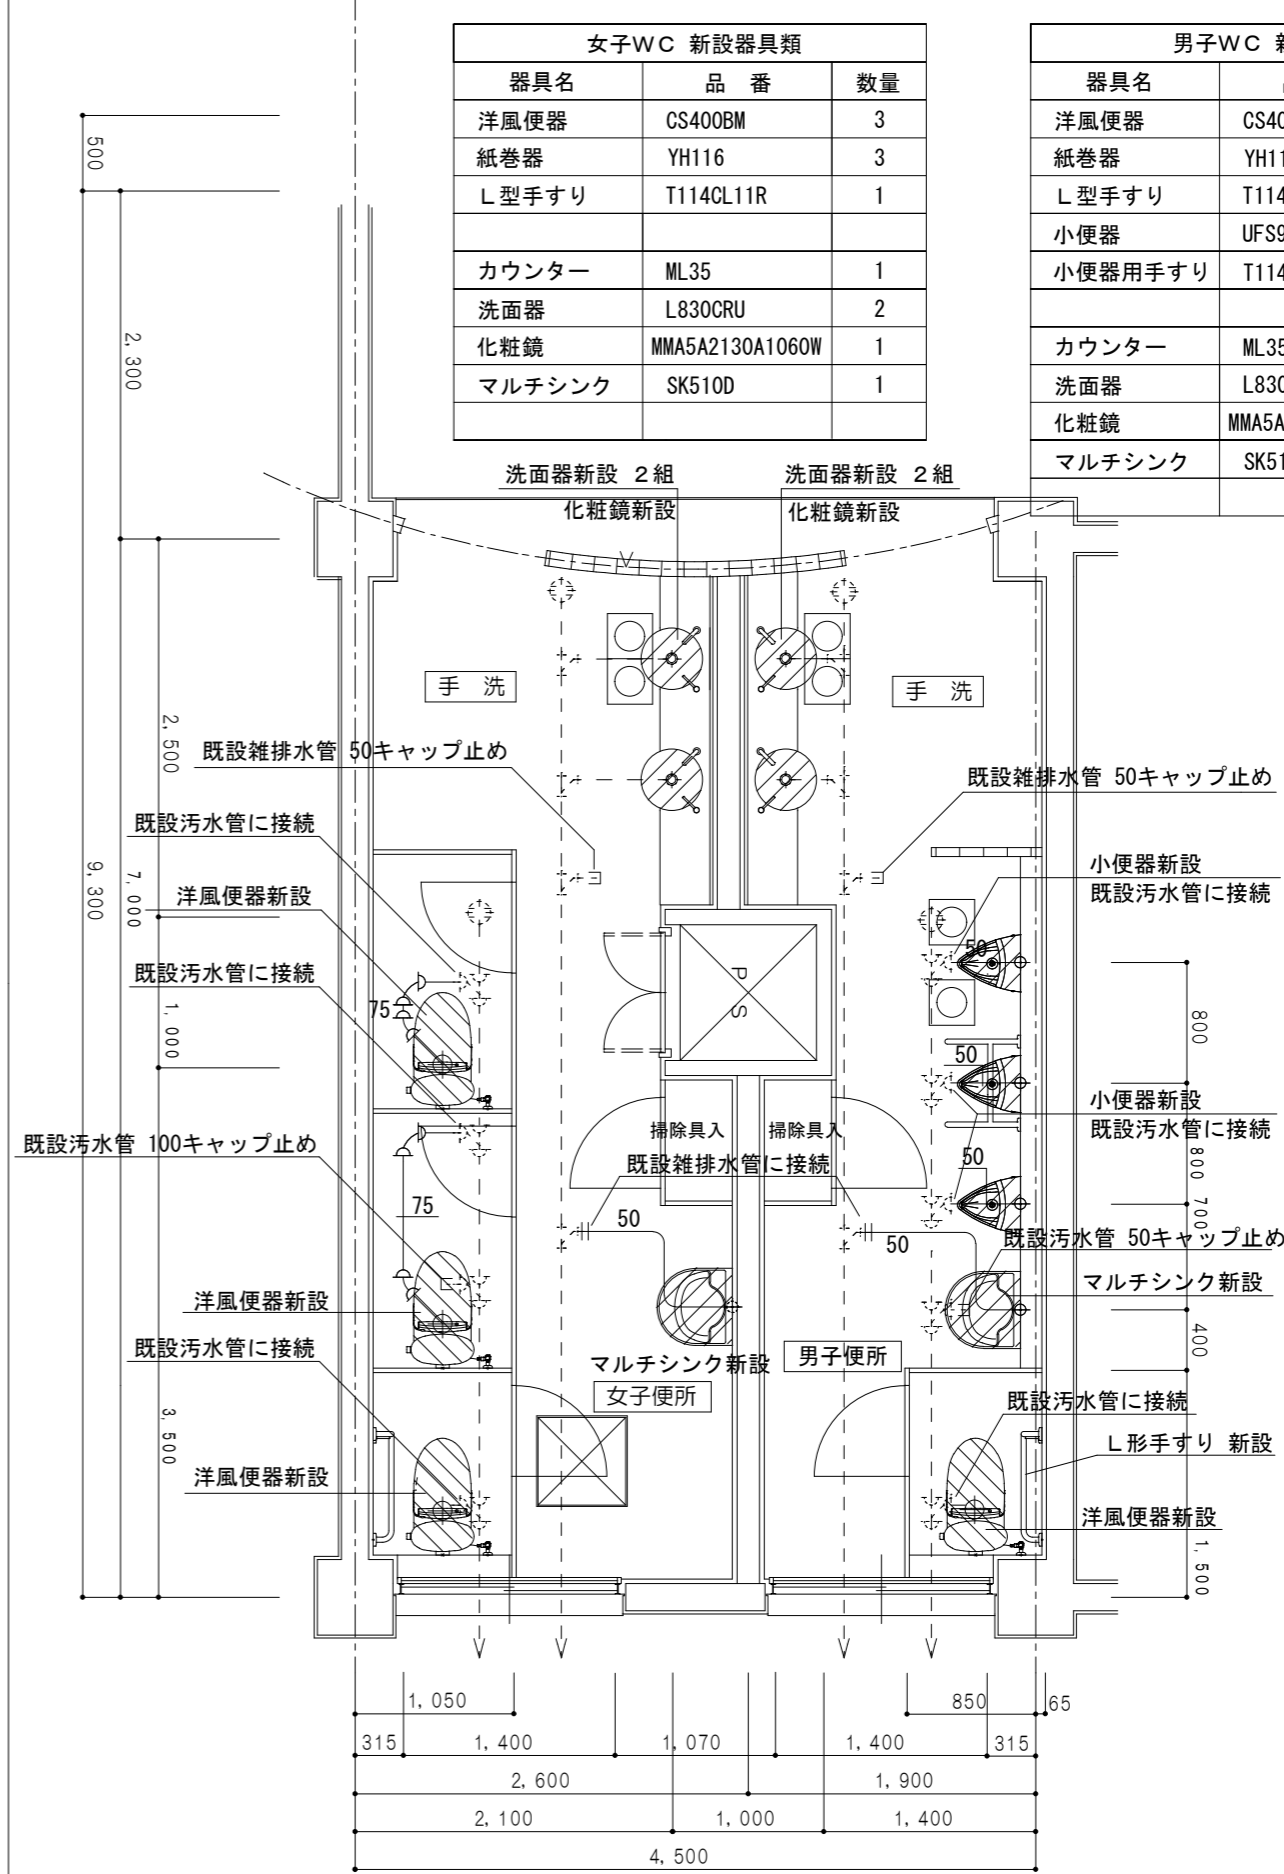 女子ＷＣ 新設器具類
器具名 品 番 数量
洋風便器 CS400BM 3
紙巻器 YH116 3
Ｌ型手すり T114CL11R 1
カウンター ML35 1
洗面器 L830CRU 2
化粧鏡 MMA5A2130A1060W 1
マルチシンク SK510D 1
男子ＷＣ
器具名
洋風便器 CS40
紙巻器 YH11
Ｌ型手すり T114
小便器 UFS9
小便器用手すり T114
カウンター ML35
洗面器 L830
化粧鏡 MMA5A
マルチシンク SK51
500
2,300
2,500
7,000
9,300
1,000
3,500
洗面器新設 ２組
化粧鏡新設
洗面器新設 ２組
化粧鏡新設
手 洗
手 洗
既設雑排水管 50キャップ止め
既設雑排水管 50キャップ止め
既設汚水管に接続
洋風便器新設
既設汚水管に接続
75
既設汚水管 100キャップ止め
75
洋風便器新設
既設汚水管に接続
洋風便器新設
ＰＳ
掃除具入
掃除具入
既設雑排水管に接続
50
50
マルチシンク新設
女子便所
男子便所
小便器新設
既設汚水管に接続
50
50
小便器新設
既設汚水管に接続
50
既設汚水管 50キャップ止め
マルチシンク新設
既設汚水管に接続
Ｌ形手すり 新設
洋風便器新設
800
800
700
400
1,500
1,050
850
65
315
1,400
1,070
1,400
315
2,600
1,900
2,100
1,000
1,400
4,500